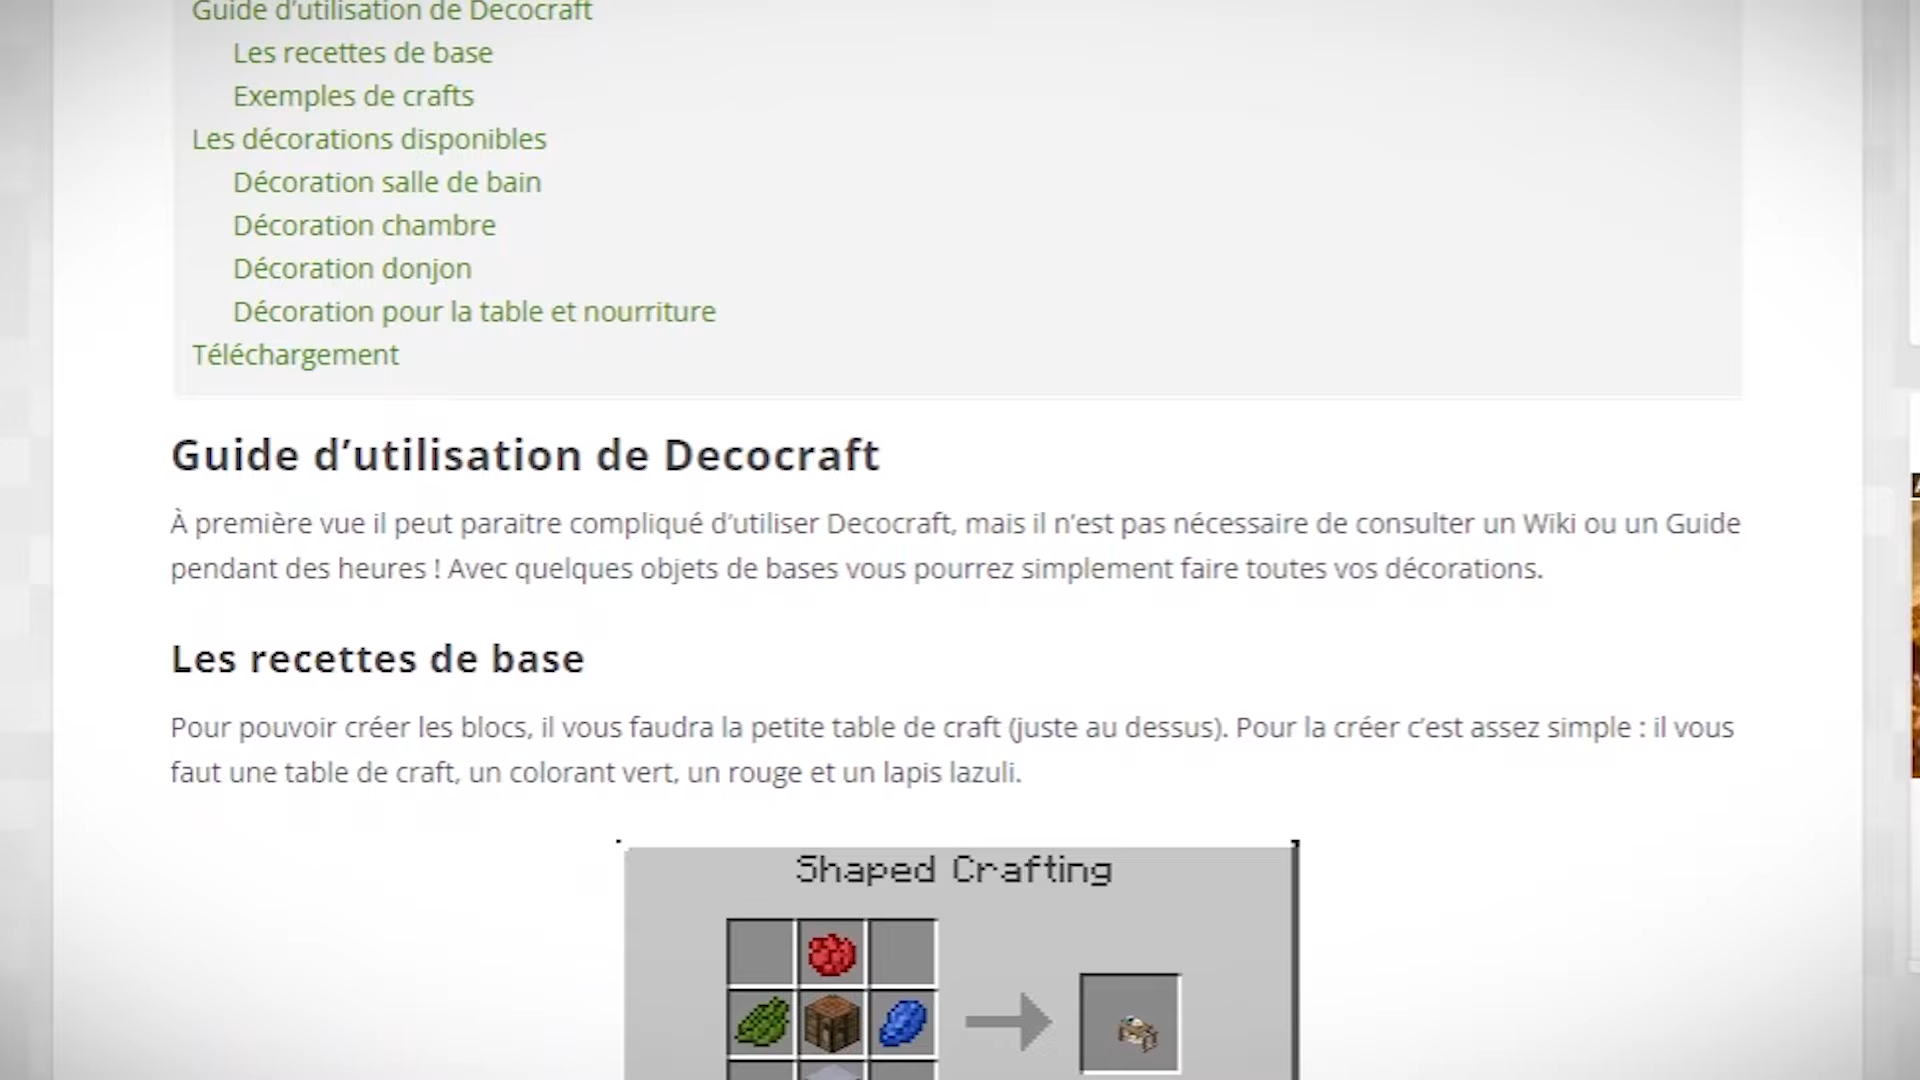 Guide d’utilisation de Decocraft
Les recettes de base
Exemples de crafts
Les décorations disponibles
Décoration salle de bain
Décoration chambre
Décoration donjon
Décoration pour la table et nourriture
Téléchargement
Guide d’utilisation de Decocraft
À première vue il peut paraitre compliqué d’utiliser Decocraft, mais il n’est pas nécessaire de consulter un Wiki ou un Guide
pendant des heures ! Avec quelques objets de bases vous pourrez simplement faire toutes vos décorations.
Les recettes de base
Pour pouvoir créer les blocs, il vous faudra la petite table de craft (juste au dessus). Pour la créer c’est assez simple : il vous
faut une table de craft, un colorant vert, un rouge et un lapis lazuli.
Shaped Crafting